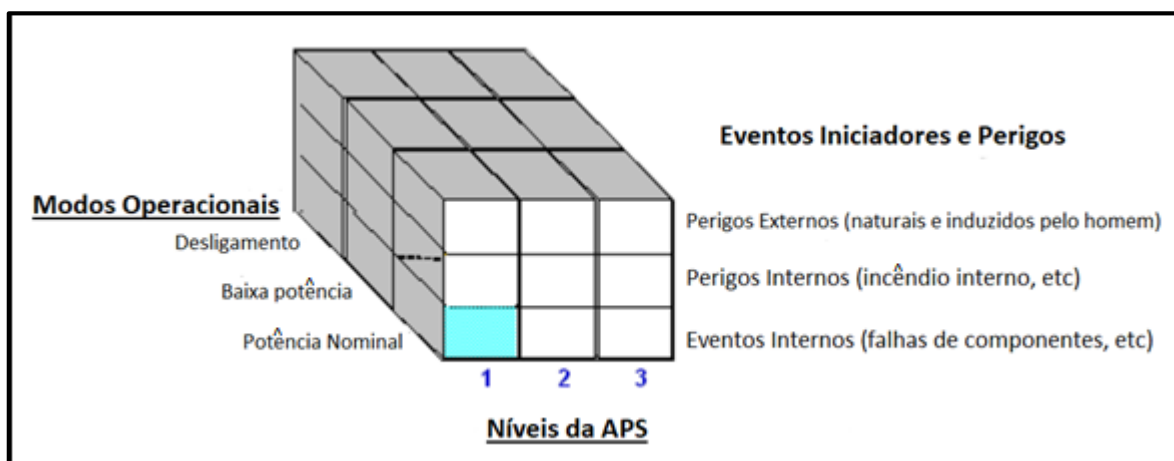 Eventos Iniciadores e Perigos
Modos Operacionais
Desligamento
Baixa potência
Potência Nominal
Perigos Externos (naturais e induzidos pelo homem)
Perigos Internos (incêndio interno, etc)
Eventos Internos (falhas de componentes, etc)
1 2 3
Níveis da APS